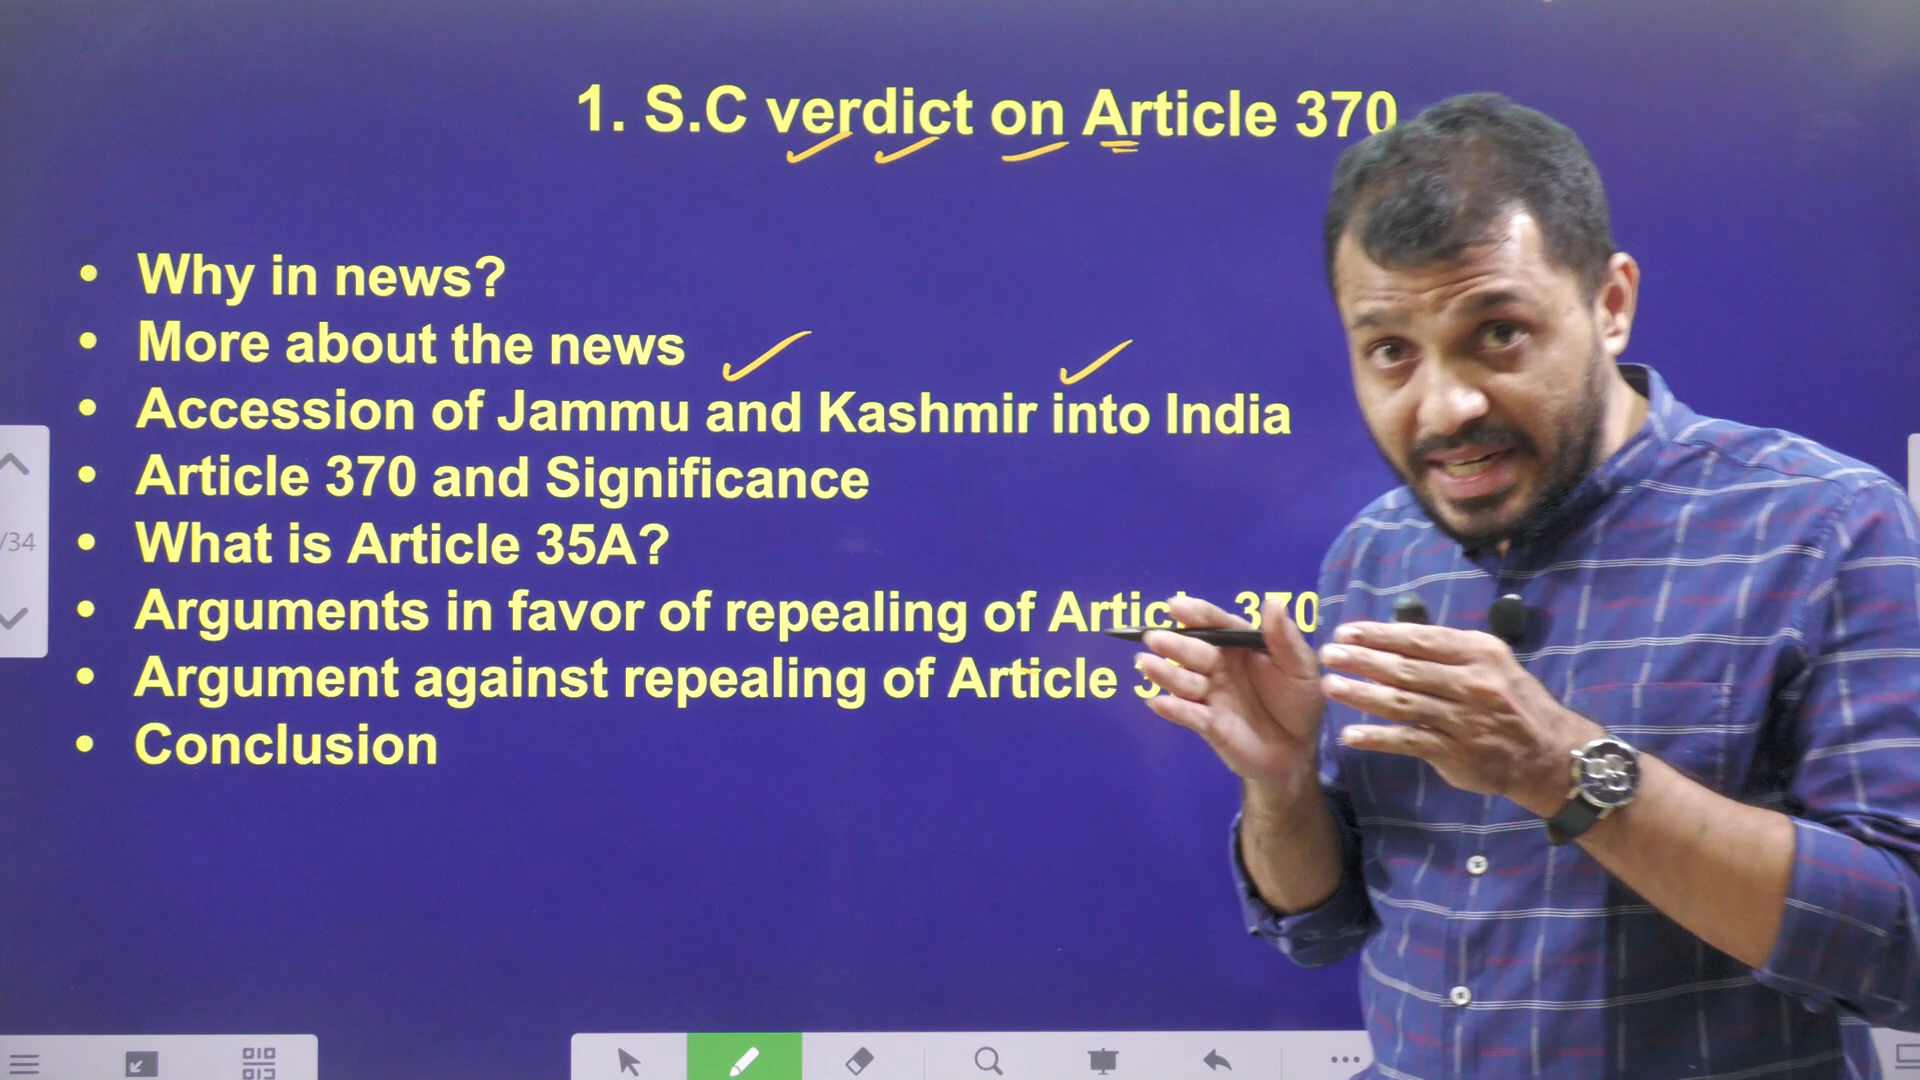 1. S.C verdict on Article 370
• Why in news?
• More about the news
• Accession of Jammu and Kashmir into India
• Article 370 and Significance
• What is Article 35A?
• Arguments in favor of repealing of 370
• Argument against repealing of Article
• Conclusion
/34